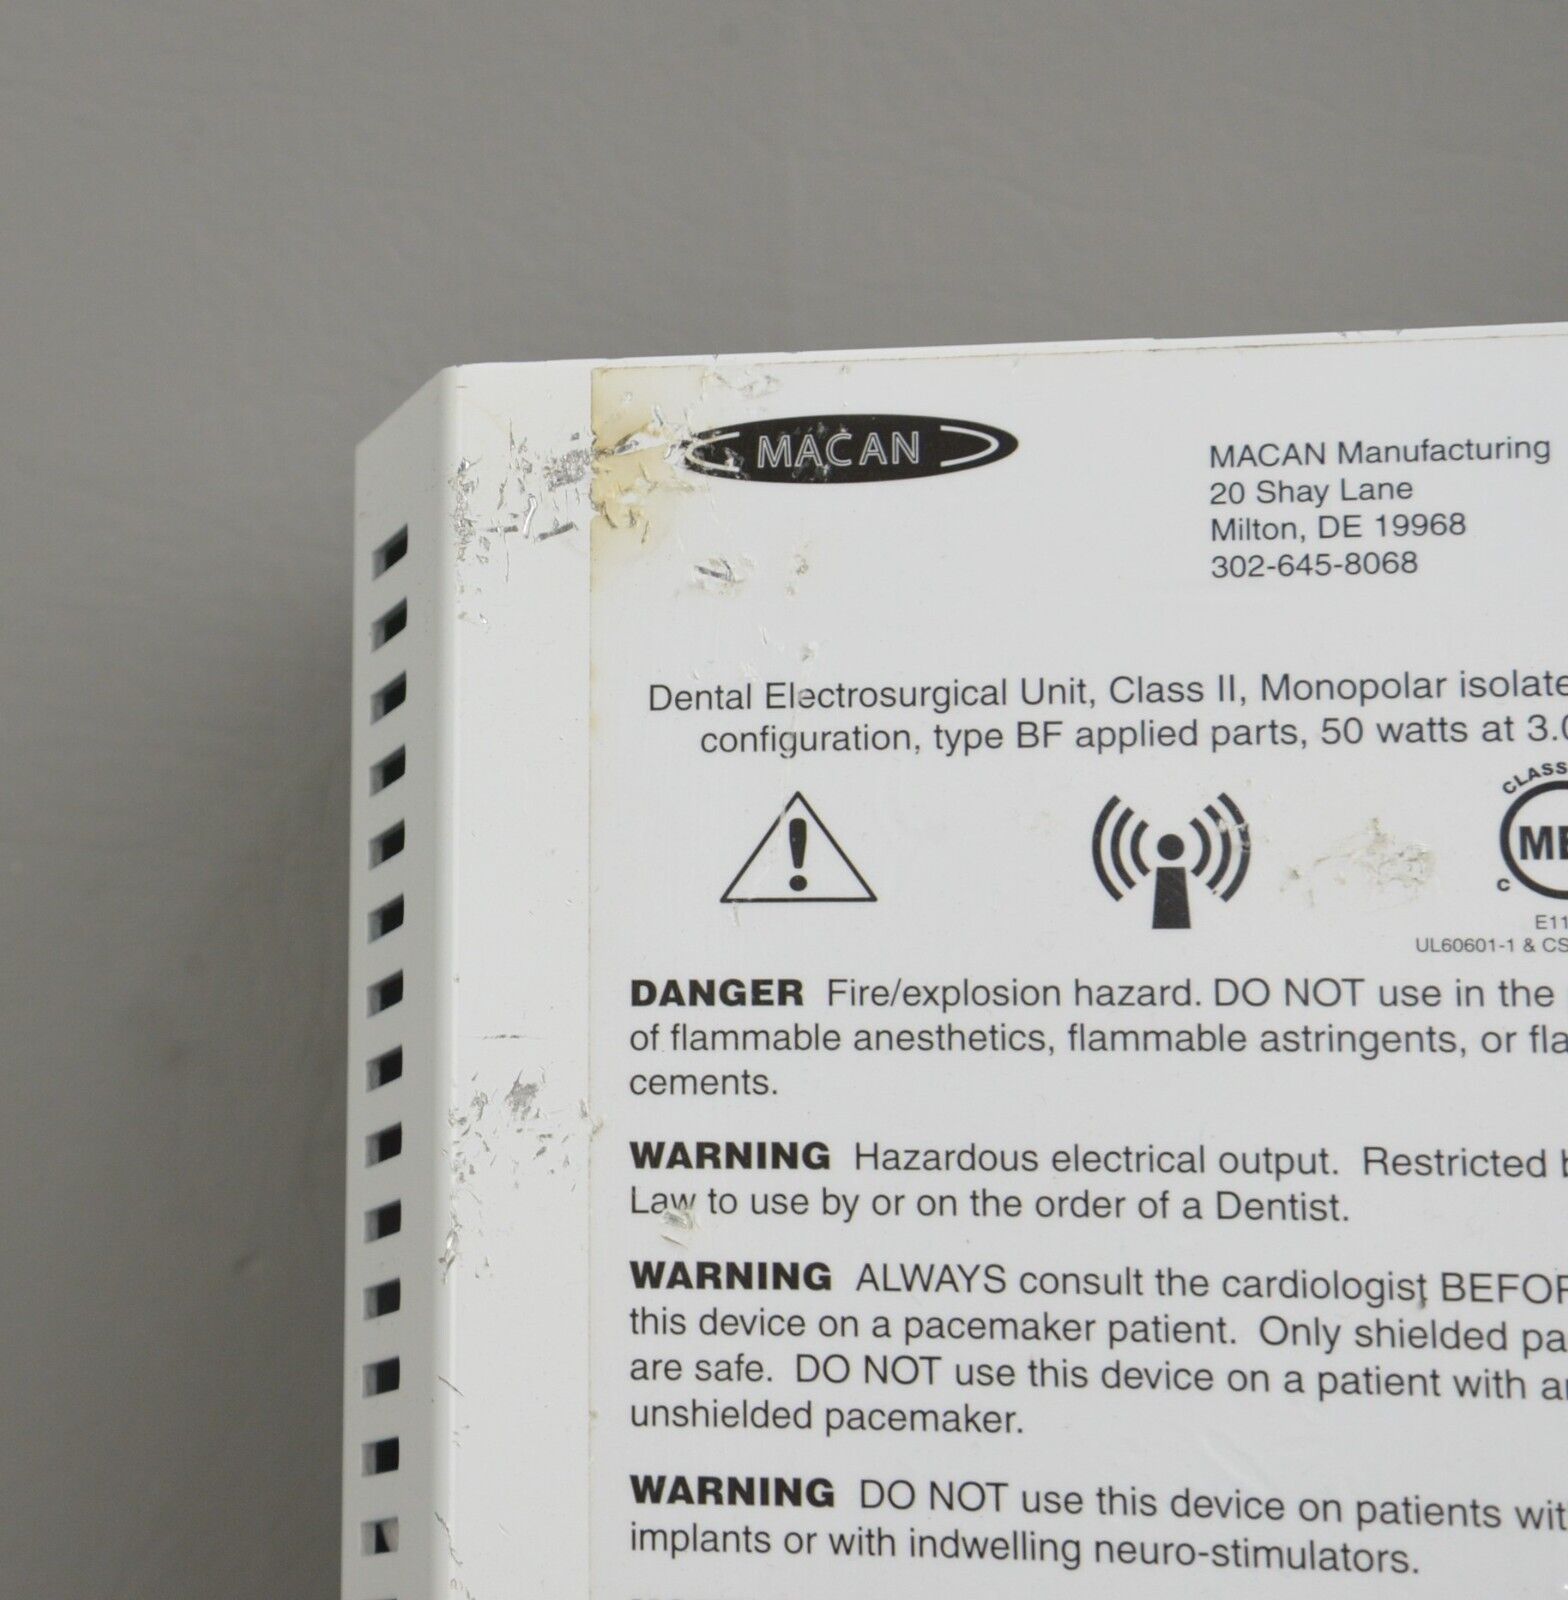 MACAN
MACAN Manufacturing
20 Shay Lane
Milton, DE 19968
302-645-8068
Dental Electrosurgical Unit, Class II, Monopolar
configuration, type BF applied parts, 50 watts at
C
UL60601-1 &
DANGER Fire/explosion hazard. DO NOT use in the
of flammable anesthetics, flammable astringents, or
cements.
WARNING Hazardous electrical output. Restricted
Law to use by or on the order of a Dentist.
WARNING ALWAYS consult the cardiologist
this device on a pacemaker patient. Only shielded
are safe. DO NOT use this device on a patient with
unshielded pacemaker.
WARNING DO NOT use this device on patients
implants or with indwelling neuro-stimulators.